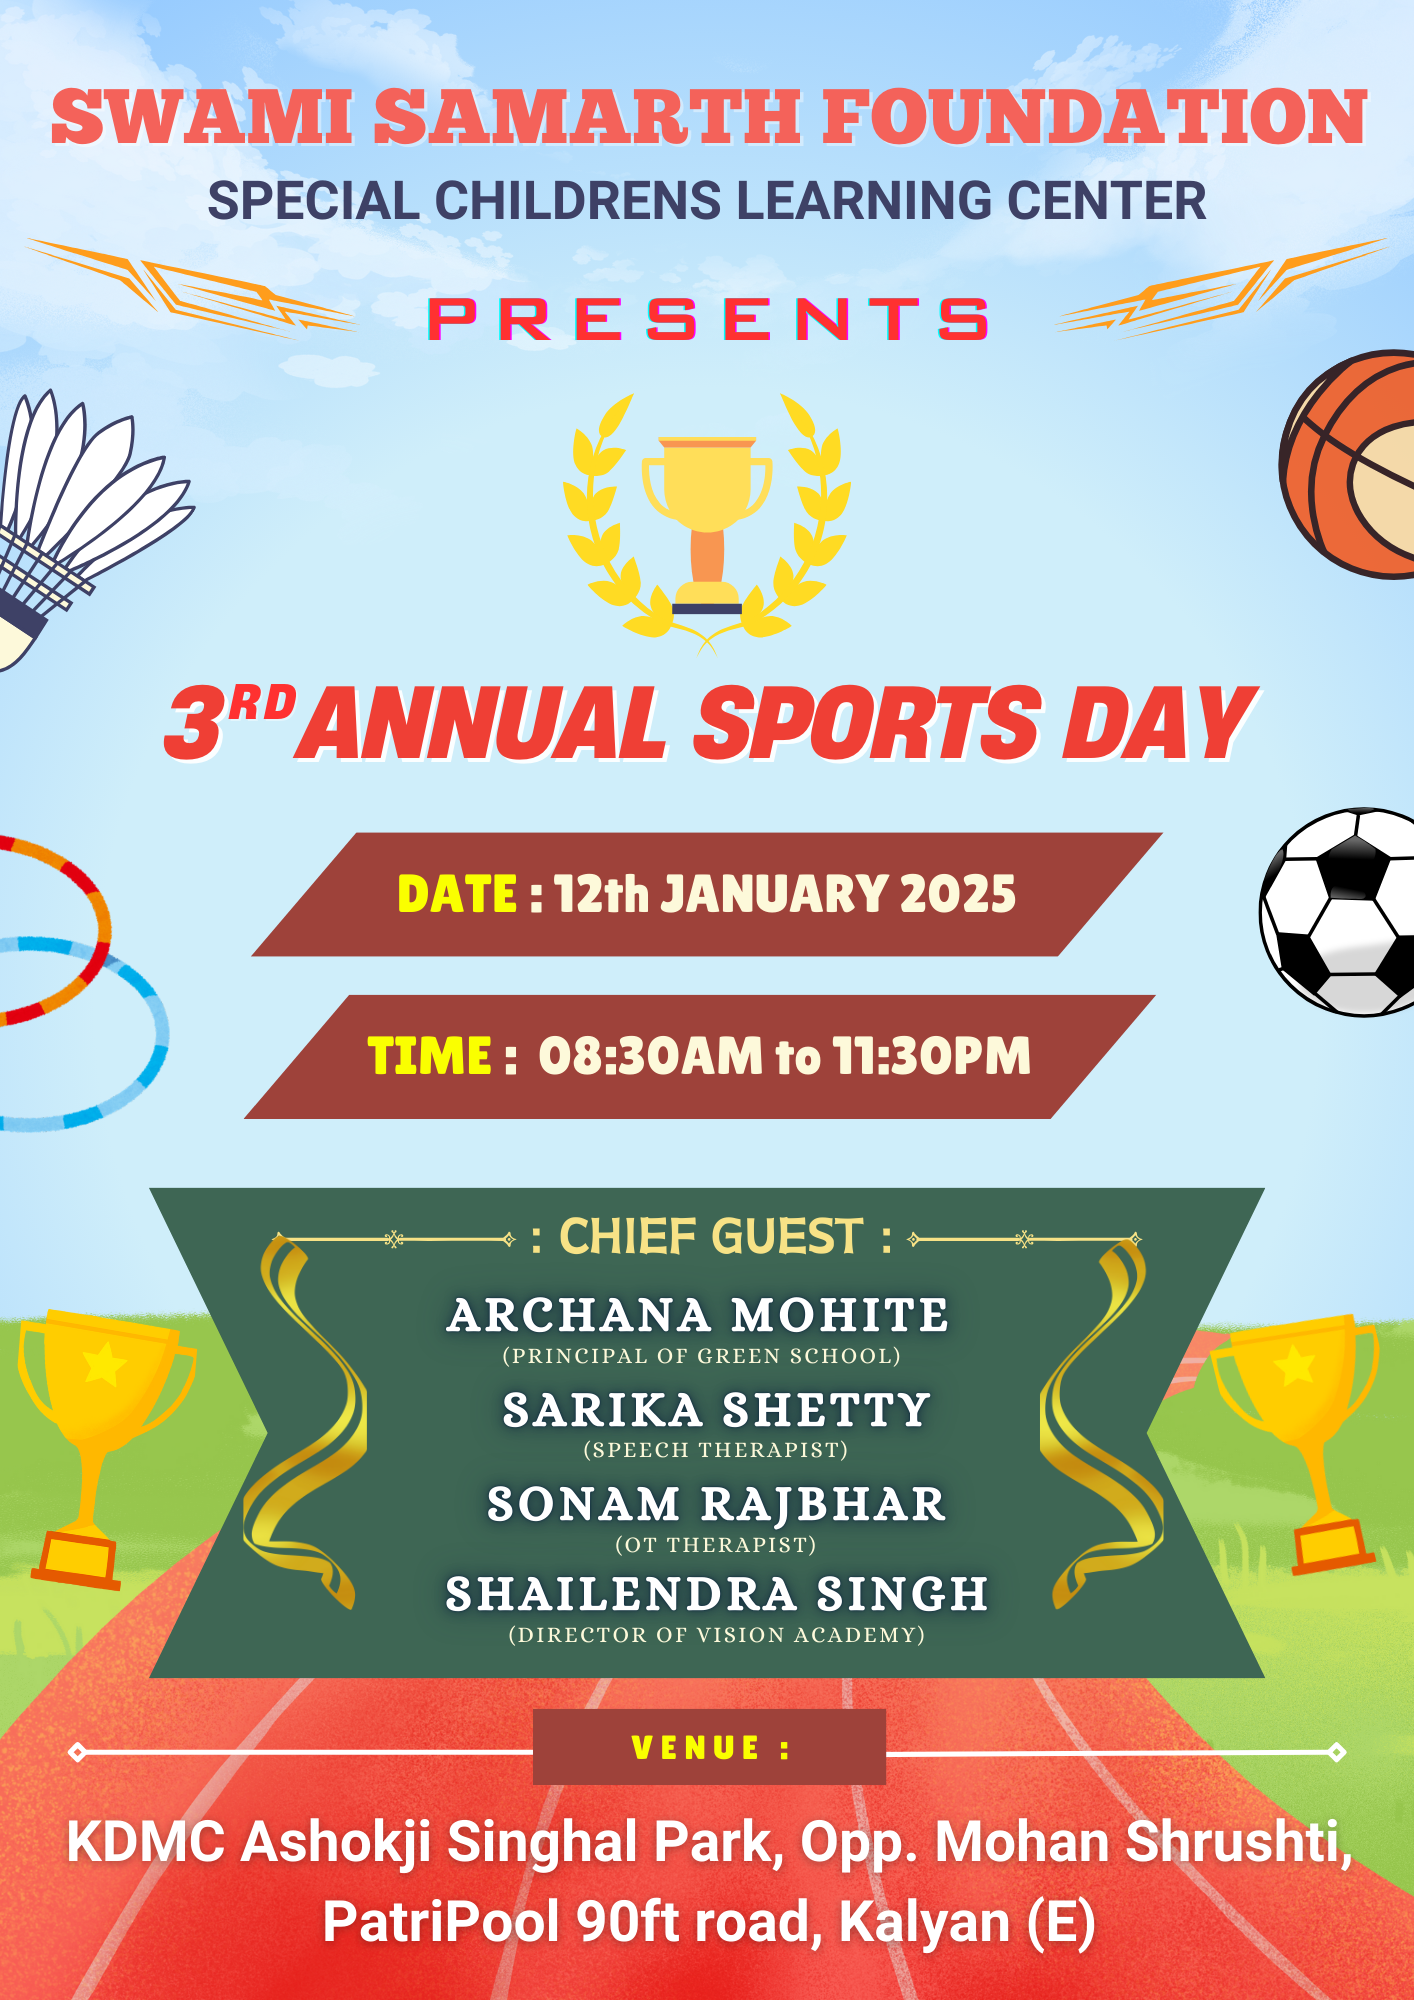 SWAMI SAMARTH FOUNDATION
SPECIAL CHILDRENS LEARNING CENTER
PRESENTS
3RD ANNUAL SPORTS DAY
DATE : 12th JANUARY 2025
TIME : 08:30AM to 11:30PM
: CHIEF GUEST :
ARCHANA MOHITE
(PRINCIPAL OF GREEN SCHOOL)
SARIKA SHETTY
(SPEECH THERAPIST)
SONAM RAJBHAR
(OT THERAPIST)
SHAILENDRA SINGH
(DIRECTOR OF VISION ACADEMY)
VENUE :
KDMC Ashokji Singhal Park, Opp. Mohan Shrushti,
PatriPool 90ft road, Kalyan (E)